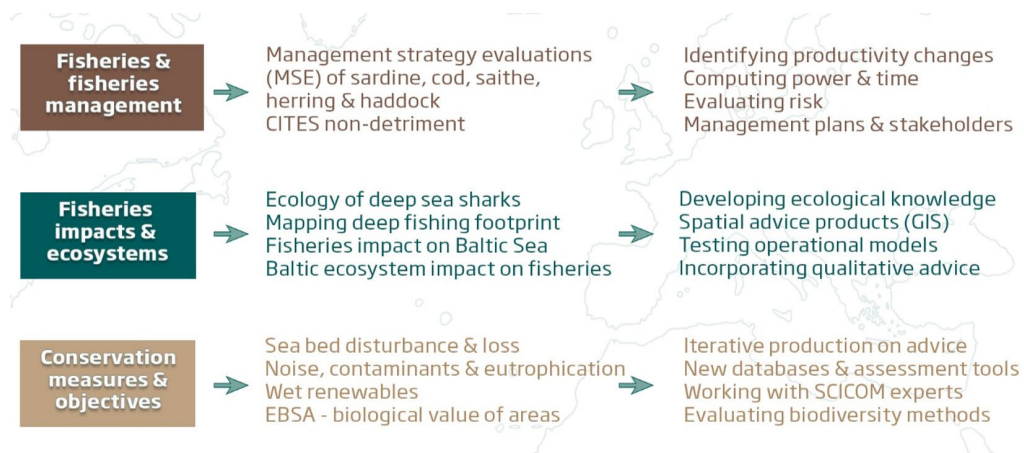 Fisheries &
fisheries
management
Management strategy evaluations
(MSE) of sardine, cod, saithe,
herring & haddock
CITES non-detriment
Identifying productivity changes
Computing power & time
Evaluating risk
Management plans & stakeholders
Fisheries
impacts &
ecosystems
Ecology of deep sea sharks
Mapping deep fishing footprint
Fisheries impact on Baltic Sea
Baltic ecosystem impact on fisheries
Developing ecological knowledge
Spatial advice products (GIS)
Testing operational models
Incorporating qualitative advice
Conservation
measures &
objectives
Sea bed disturbance & loss
Noise, contaminants & eutrophication
Wet renewables
EBSA - biological value of areas
Iterative production on advice
New databases & assessment tools
Working with SCICOM experts
Evaluating biodiversity methods